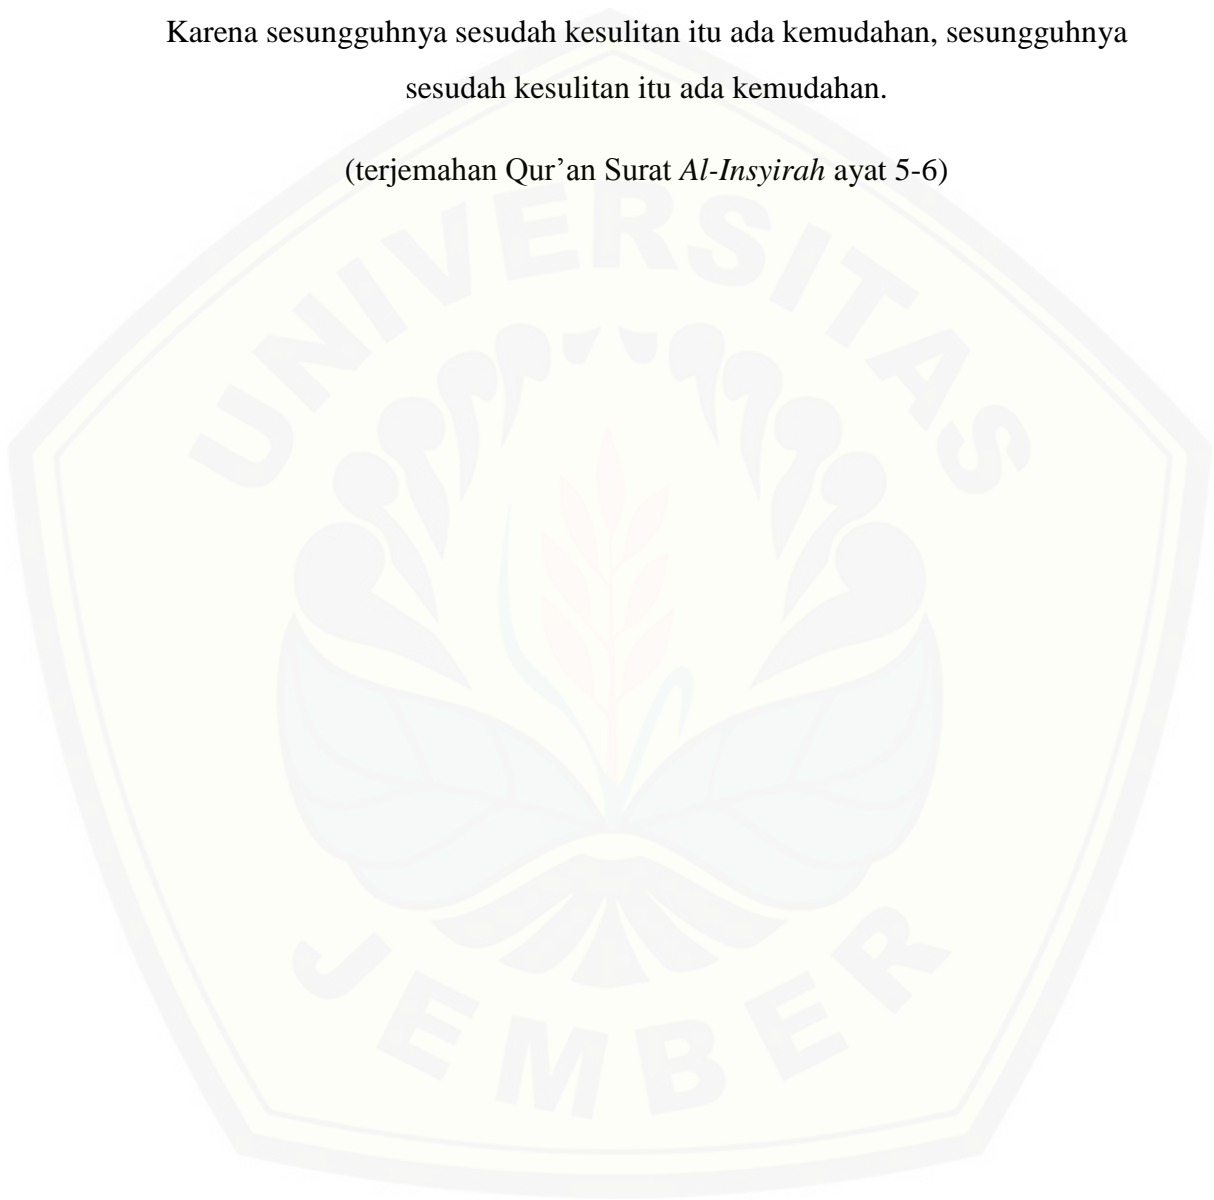 Karena sesungguhnya sesudah kesulitan itu ada kemudahan, sesungguhnya
sesudah kesulitan itu ada kemudahan.
(terjemahan Qur’an Surat Al-Insyirah ayat 5-6)
UNIVERSITAS
JEMBER